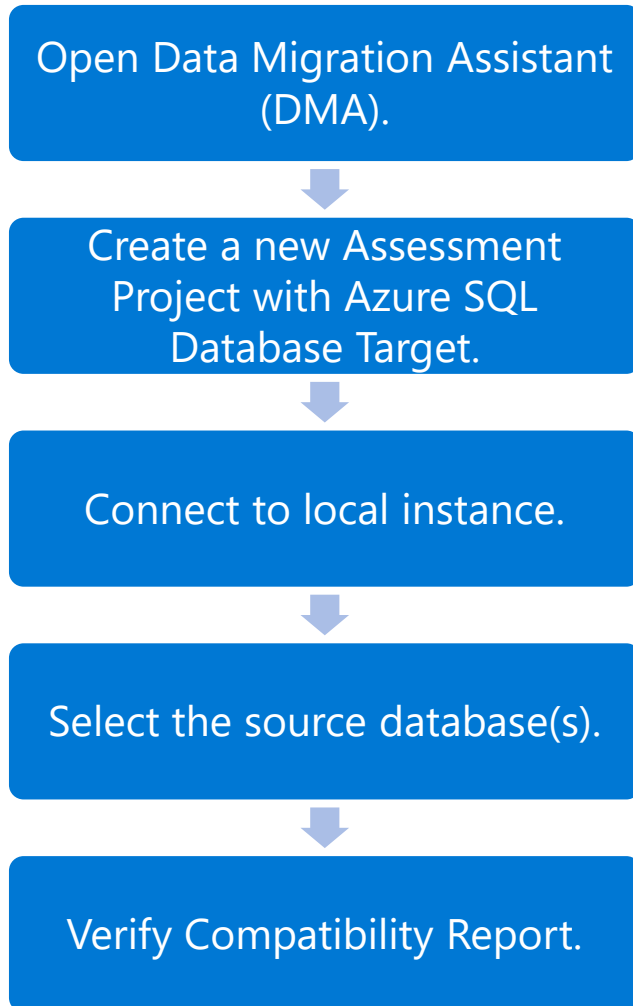 Open Data Migration Assistant
(DMA).
Create a new Assessment
Project with Azure SQL
Database Target.
Connect to local instance.
Select the source database(s).
Verify Compatibility Report.